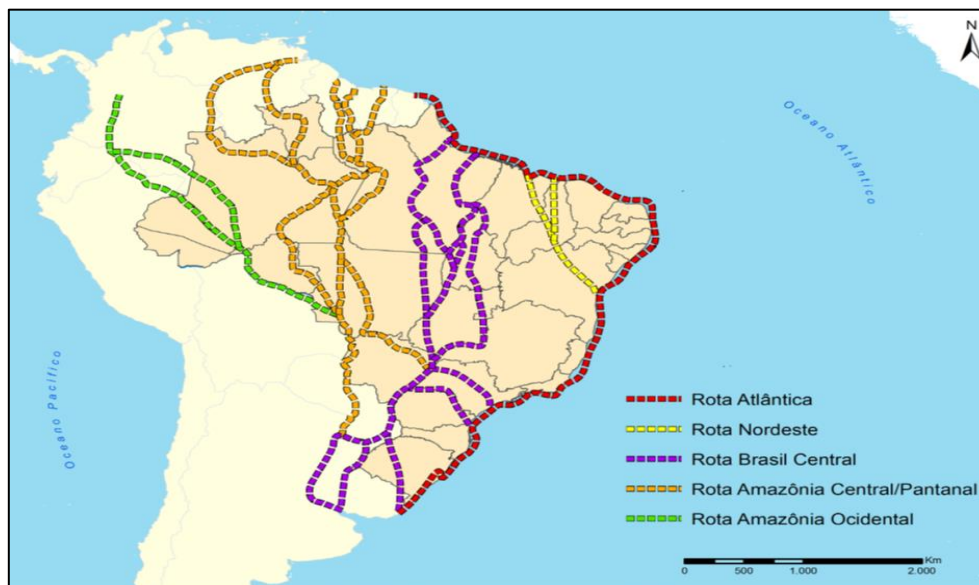 N
Oceano Atlântico
Oceano Pacífico
Rota Atlântica
Rota Nordeste
Rota Brasil Central
Rota Amazônia Central/Pantanal
Rota Amazônia Ocidental
Km
0 500 1.000 2.000